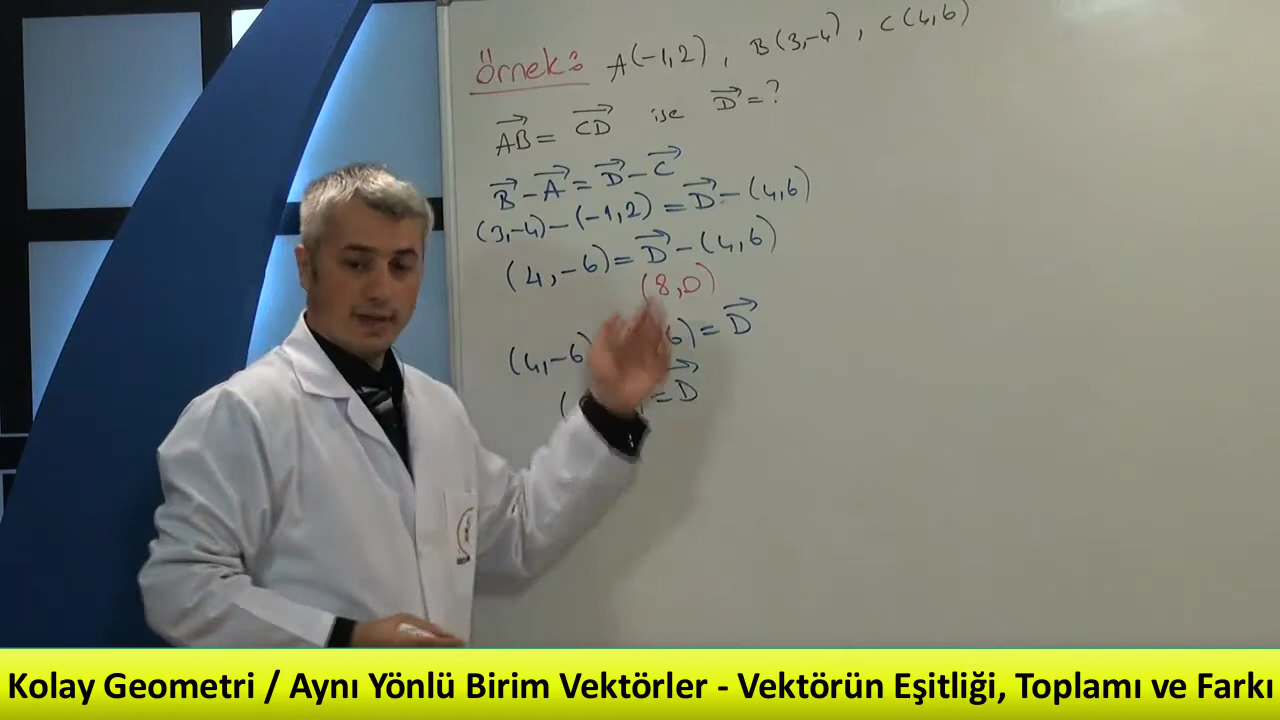 Örnek: A(-1,2), B(3,-4), C(4,6)
AB = CD ise D = ?
B - A = D - C
(3,-4) - (-1,2) = D - (4,6)
(4,-6) = D - (4,6)
(8,0)
(4,-6) 6) = D
( ) = D
Kolay Geometri / Aynı Yönlü Birim Vektörler - Vektörün Eşitliği, Toplamı ve Farkı